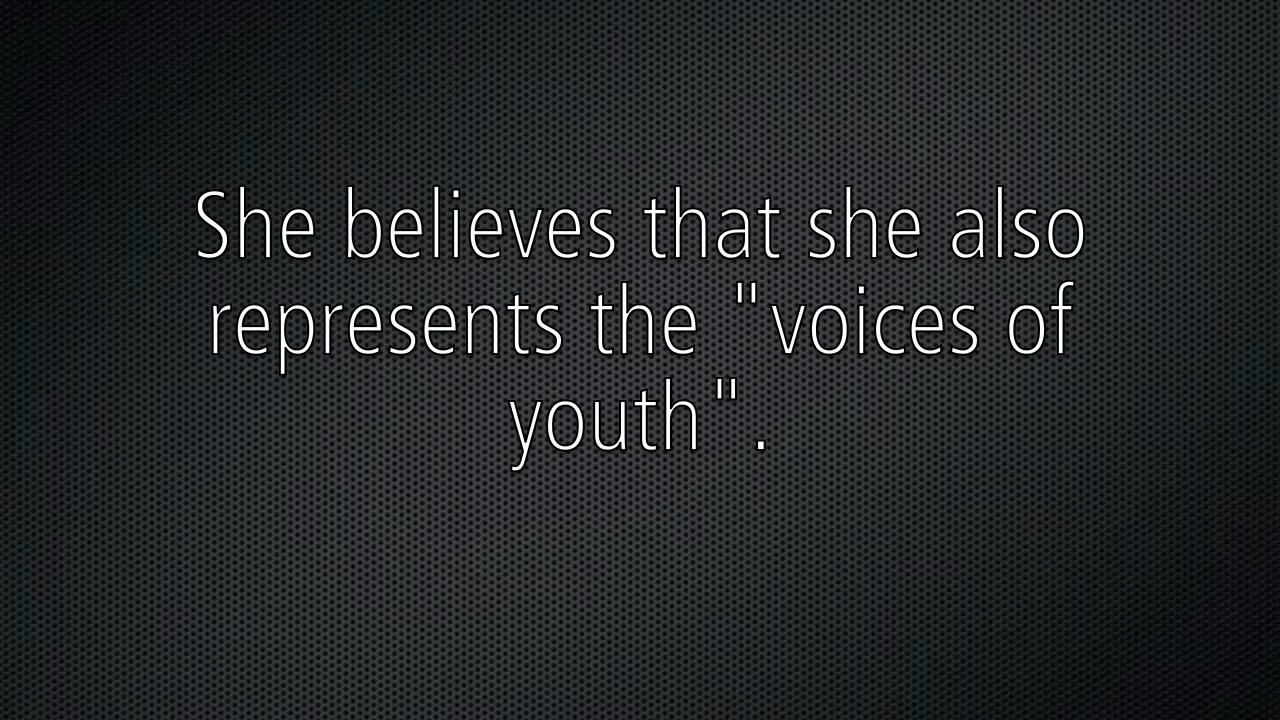 She believes that she also
represents the "voices of
youth".